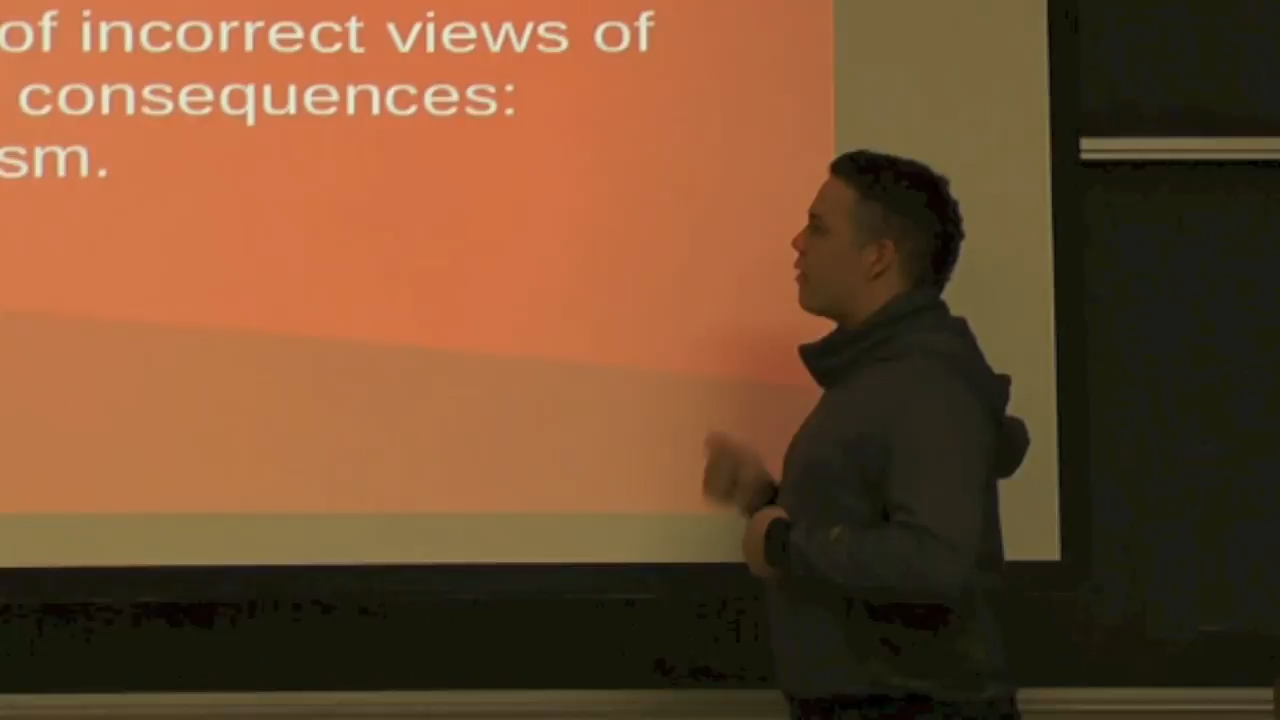 of incorrect views of
consequences:
sm.